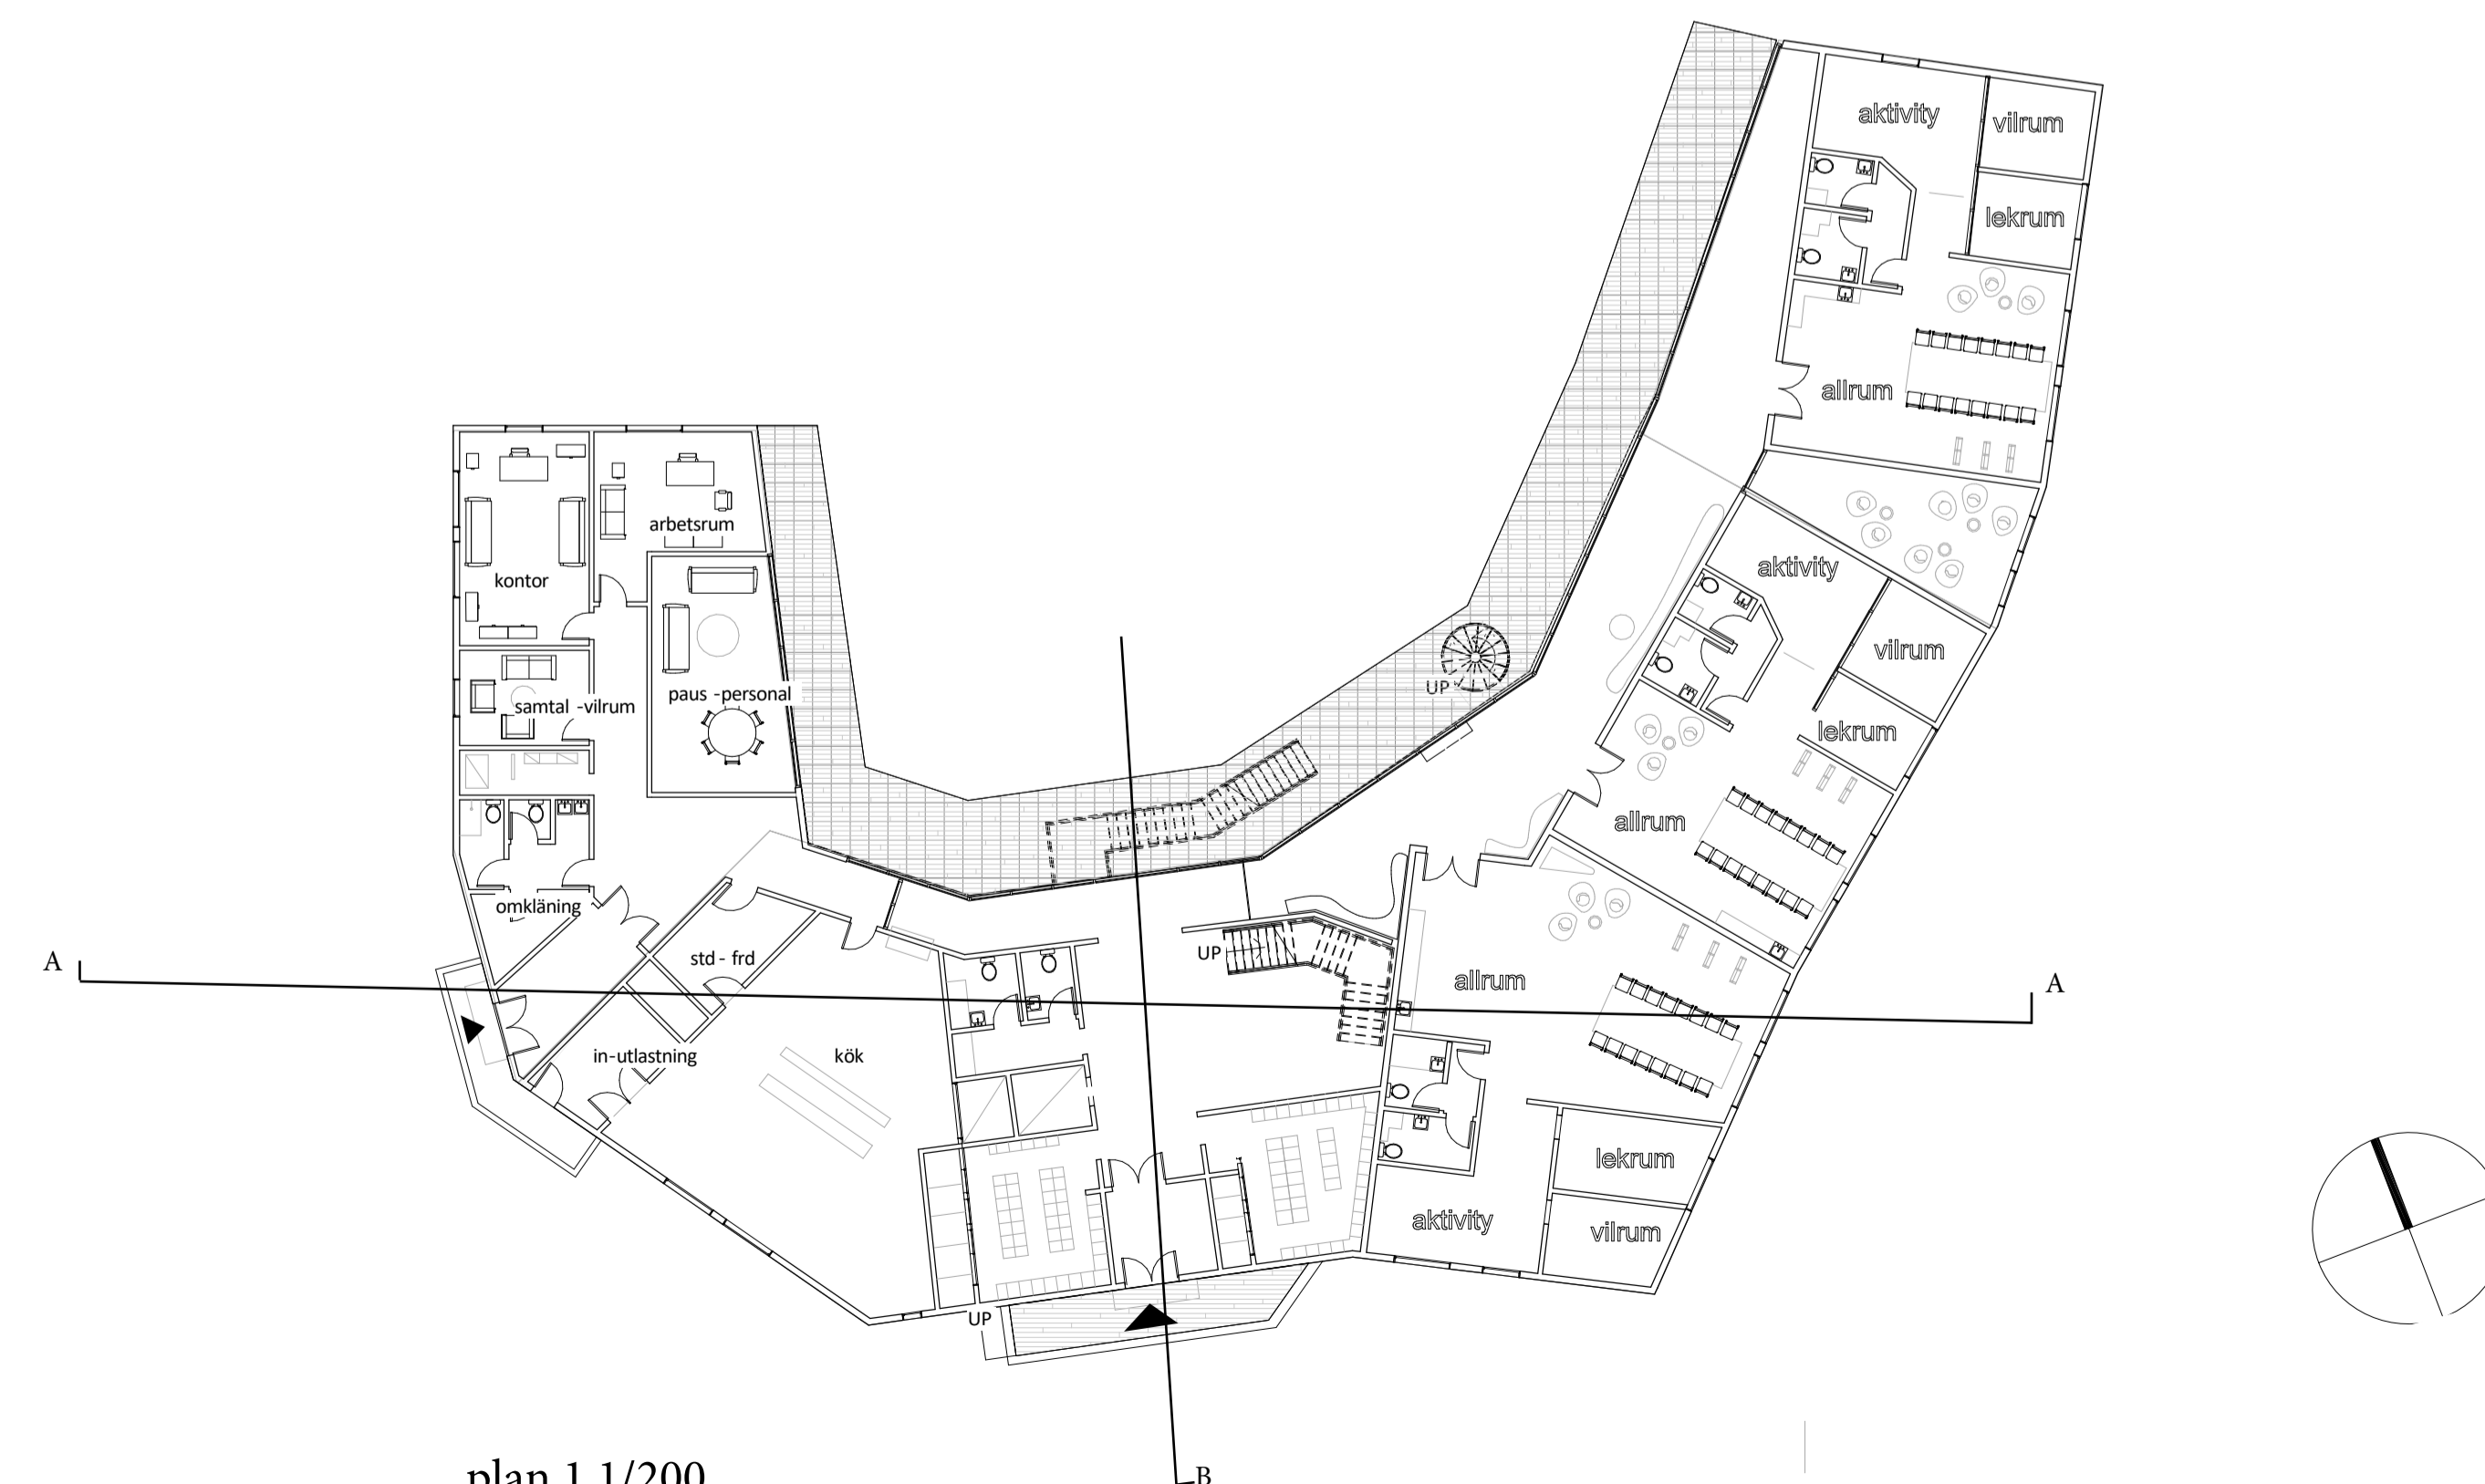 aktivity
vilrum
lekrum
allrum
arbetsrum
kontor
samtal -vilrum
paus -personal
UP
aktivity
vilrum
lekrum
allrum
omkläning
std - frd
A
UP
allrum
A
in-utlastning
kök
lekrum
aktivity
vilrum
UP
plan 1 1/200
B